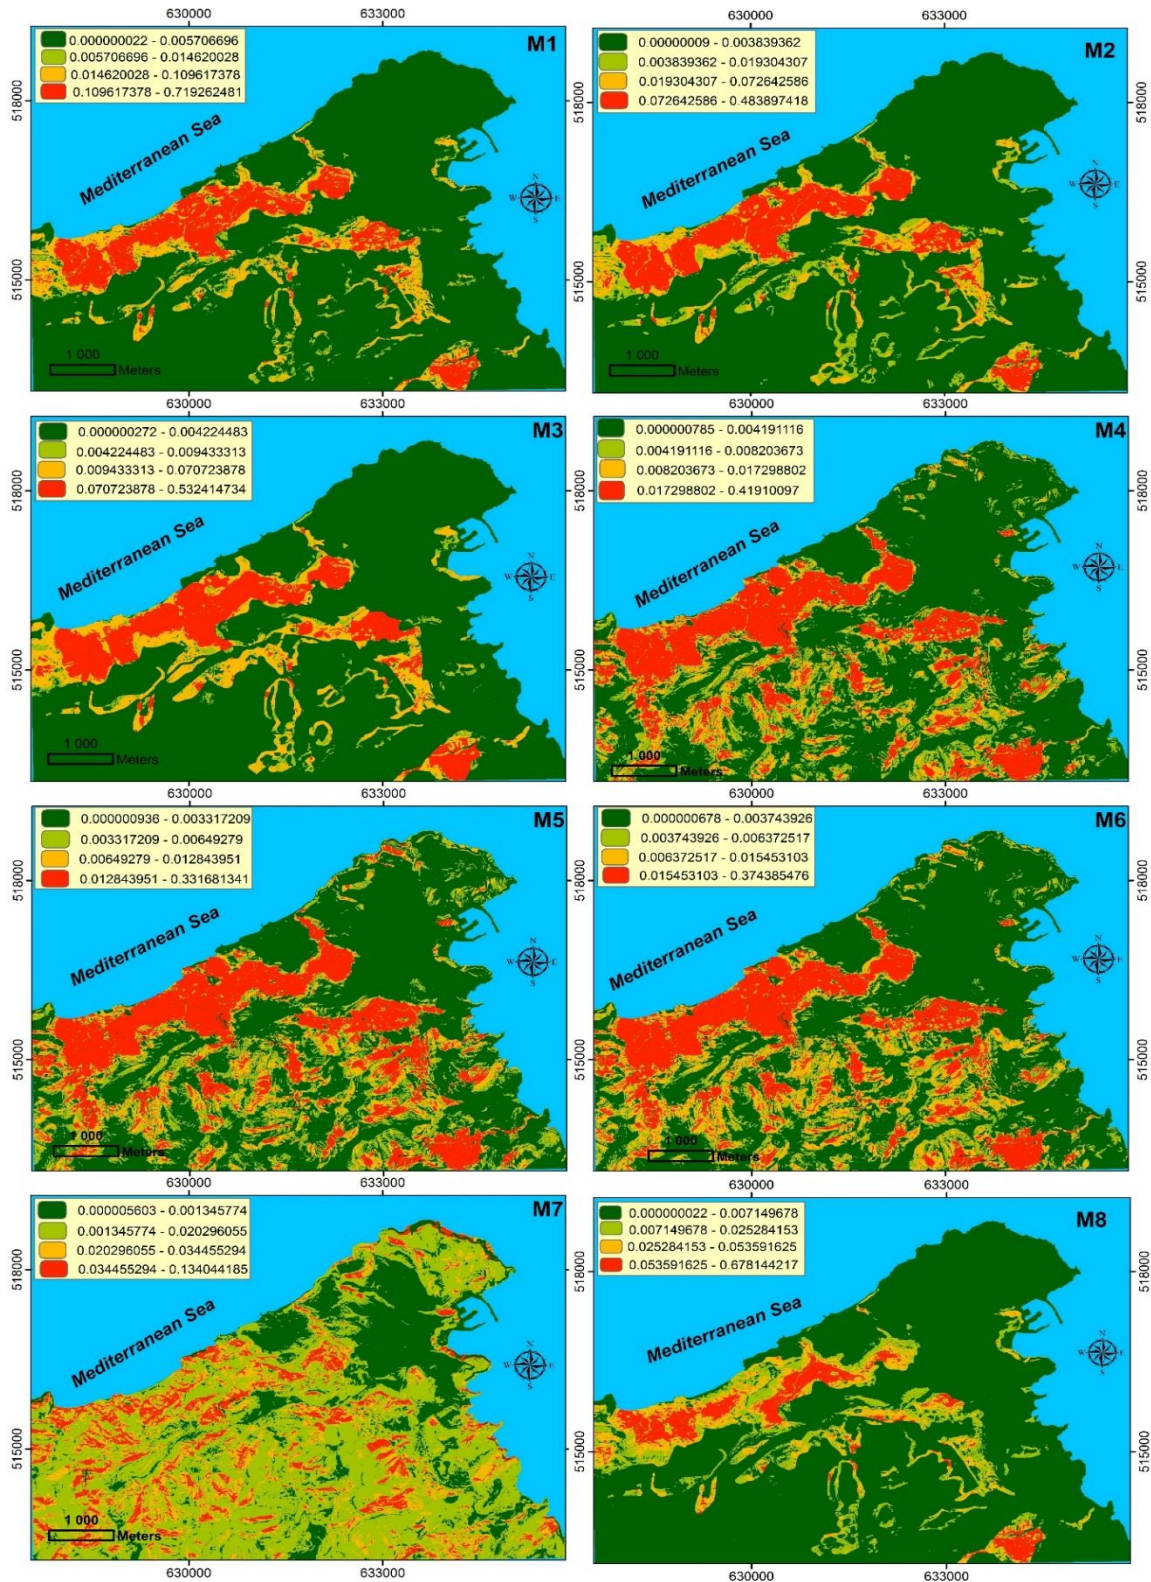 630000 633000 630000 633000
M1
0.000000022 - 0.005706696
0.005706696 - 0.014620028
0.014620028 - 0.109617378
0.109617378 - 0.719262481
518000
515000
Mediterranean Sea
N
W E
S
1 000
Meters
M2
0.00000009 - 0.003839362
0.003839362 - 0.019304307
0.019304307 - 0.072642586
0.072642586 - 0.483897418
518000
515000
Mediterranean Sea
N
W E
S
1 000
Meters
630000 633000 630000 633000
M3
0.000000272 - 0.004224483
0.004224483 - 0.009433313
0.009433313 - 0.070723878
0.070723878 - 0.532414734
518000
515000
Mediterranean Sea
N
W E
S
1 000
Meters
M4
0.000000785 - 0.004191116
0.004191116 - 0.008203673
0.008203673 - 0.017298802
0.017298802 - 0.41910097
518000
515000
Mediterranean Sea
N
W E
S
1 000
Meters
630000 633000 630000 633000
M5
0.000000936 - 0.003317209
0.003317209 - 0.00649279
0.00649279 - 0.012843951
0.012843951 - 0.331681341
518000
515000
Mediterranean Sea
N
W E
S
1 000
Meters
M6
0.000000678 - 0.003743926
0.003743926 - 0.006372517
0.006372517 - 0.015453103
0.015453103 - 0.374385476
518000
515000
Mediterranean Sea
N
W E
S
1 000
Meters
630000 633000 630000 633000
M7
0.000005603 - 0.001345774
0.001345774 - 0.020296055
0.020296055 - 0.034455294
0.034455294 - 0.134044185
518000
515000
Mediterranean Sea
N
W E
S
1 000
Meters
M8
0.000000022 - 0.007149678
0.007149678 - 0.025284153
0.025284153 - 0.053591625
0.053591625 - 0.678144217
518000
515000
Mediterranean Sea
N
W E
S
1 000
Meters
630000 633000 630000 633000